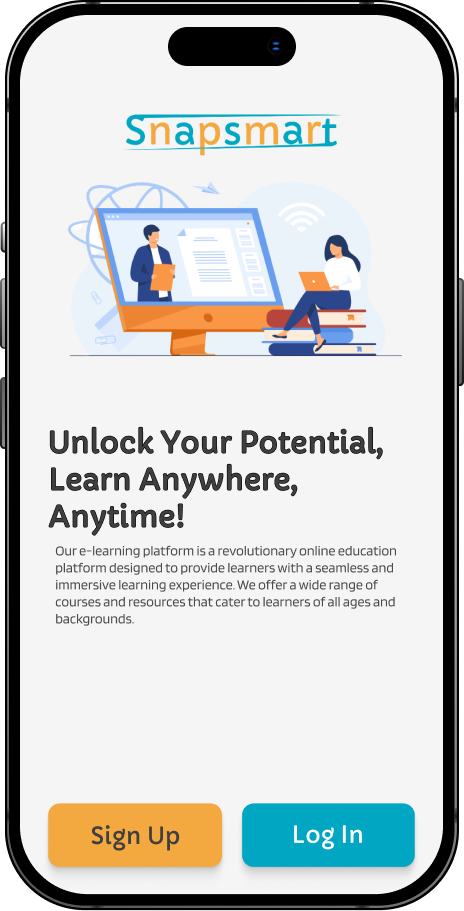 Snapsmart
Unlock Your Potential,
Learn Anywhere,
Anytime!
Our e-learning platform is a revolutionary online education
platform designed to provide learners with a seamless and
immersive learning experience. We offer a wide range of
courses and resources that cater to learners of all ages and
backgrounds.
Sign Up
Log In